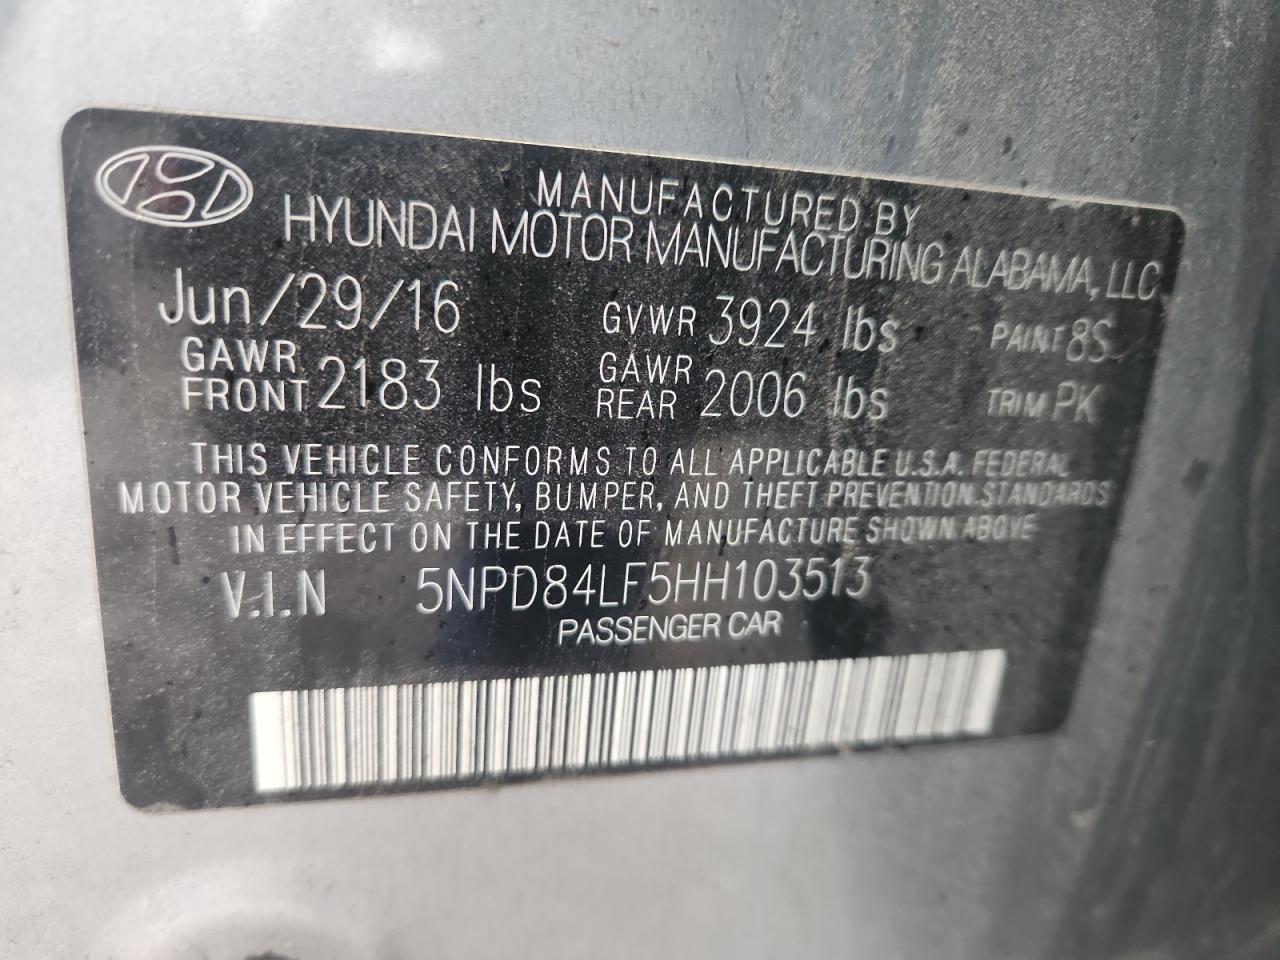 MANUFACTURED BY
HYUNDAI MOTOR MANUFACTURING ALABAMA, LLC
Jun/29/16 GVWR 3924 lbs PAINT 8S
GAWR FRONT 2183 lbs GAWR REAR 2006 lbs TRIM PK
THIS VEHICLE CONFORMS TO ALL APPLICABLE U.S.A. FEDERAL
MOTOR VEHICLE SAFETY, BUMPER, AND THEFT PREVENTION STANDARDS
IN EFFECT ON THE DATE OF MANUFACTURE SHOWN ABOVE
V.I.N 5NPD84LF5HH103513
PASSENGER CAR